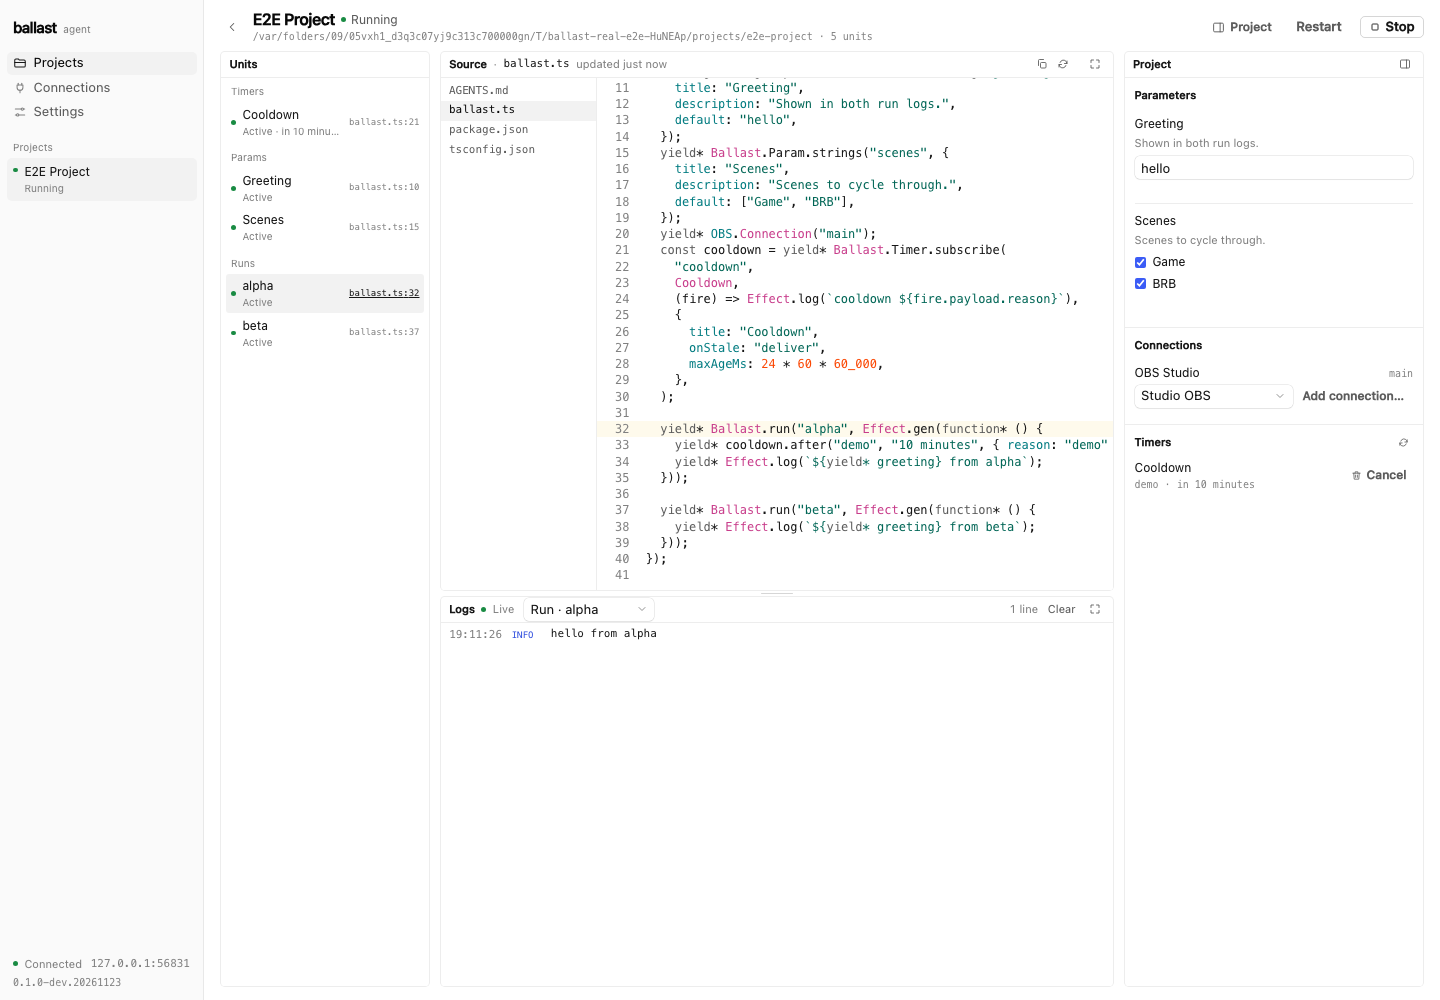 ballast agent
Projects
Connections
Settings
Projects
E2E Project
Running
Connected 127.0.0.1:56831
0.1.0-dev.20261123
E2E Project Running
/var/folders/09/05vxh1_d3q3c07yj9c313c700000gn/T/ballast-real-e2e-HuNEAp/projects/e2e-project · 5 units
Project Restart Stop
Units
Timers
Cooldown
Active · in 10 minu... ballast.ts:21
Params
Greeting
Active ballast.ts:10
Scenes
Active ballast.ts:15
Runs
alpha
Active ballast.ts:32
beta
Active ballast.ts:37
Source · ballast.ts updated just now
AGENTS.md
ballast.ts
package.json
tsconfig.json
11 title: "Greeting",
12 description: "Shown in both run logs.",
13 default: "hello",
14 });
15 yield* Ballast.Param.strings("scenes", {
16 title: "Scenes",
17 description: "Scenes to cycle through.",
18 default: ["Game", "BRB"],
19 });
20 yield* OBS.Connection("main");
21 const cooldown = yield* Ballast.Timer.subscribe(
22 "cooldown",
23 Cooldown,
24 (fire) => Effect.log(`cooldown ${fire.payload.reason}`),
25 {
26 title: "Cooldown",
27 onStale: "deliver",
28 maxAgeMs: 24 * 60 * 60_000,
29 },
30 );
31
32 yield* Ballast.run("alpha", Effect.gen(function* () {
33 yield* cooldown.after("demo", "10 minutes", { reason: "demo"
34 yield* Effect.log(`${yield* greeting} from alpha`);
35 }));
36
37 yield* Ballast.run("beta", Effect.gen(function* () {
38 yield* Effect.log(`${yield* greeting} from beta`);
39 }));
40 });
41
Logs Live Run · alpha 1 line Clear
19:11:26 INFO hello from alpha
Project
Parameters
Greeting
Shown in both run logs.
hello
Scenes
Scenes to cycle through.
Game
BRB
Connections
OBS Studio main
Studio OBS Add connection...
Timers
Cooldown
demo · in 10 minutes Cancel